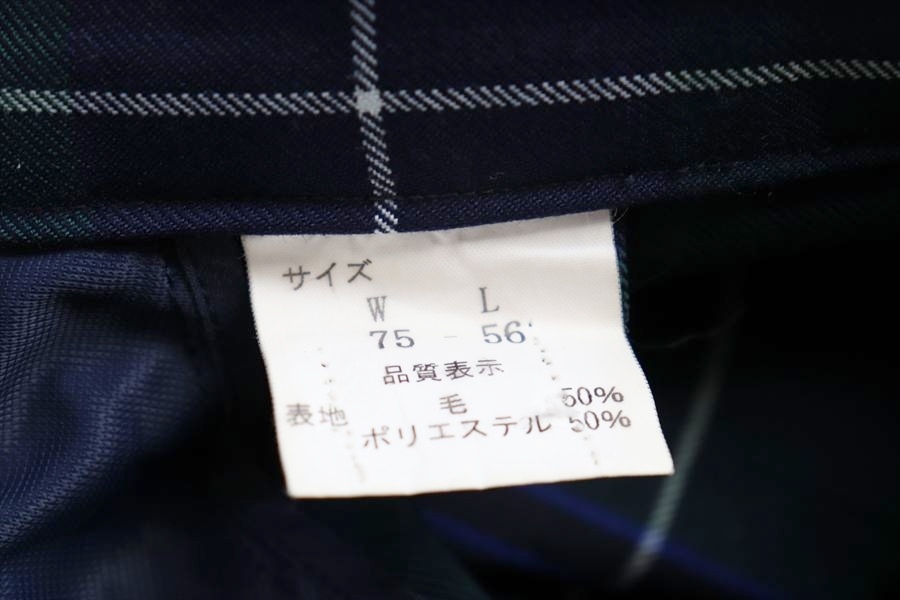 サイズ
W L
75 - 56
品質表示
表地 毛 50%
ポリエステル 50%